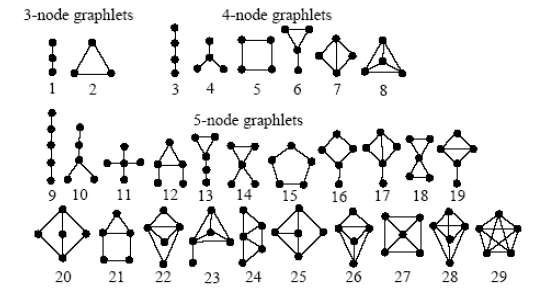 3-node graphlets 4-node graphlets
1 2 3 4 5 6 7 8
5-node graphlets
9 10 11 12 13 14 15 16 17 18 19
20 21 22 23 24 25 26 27 28 29